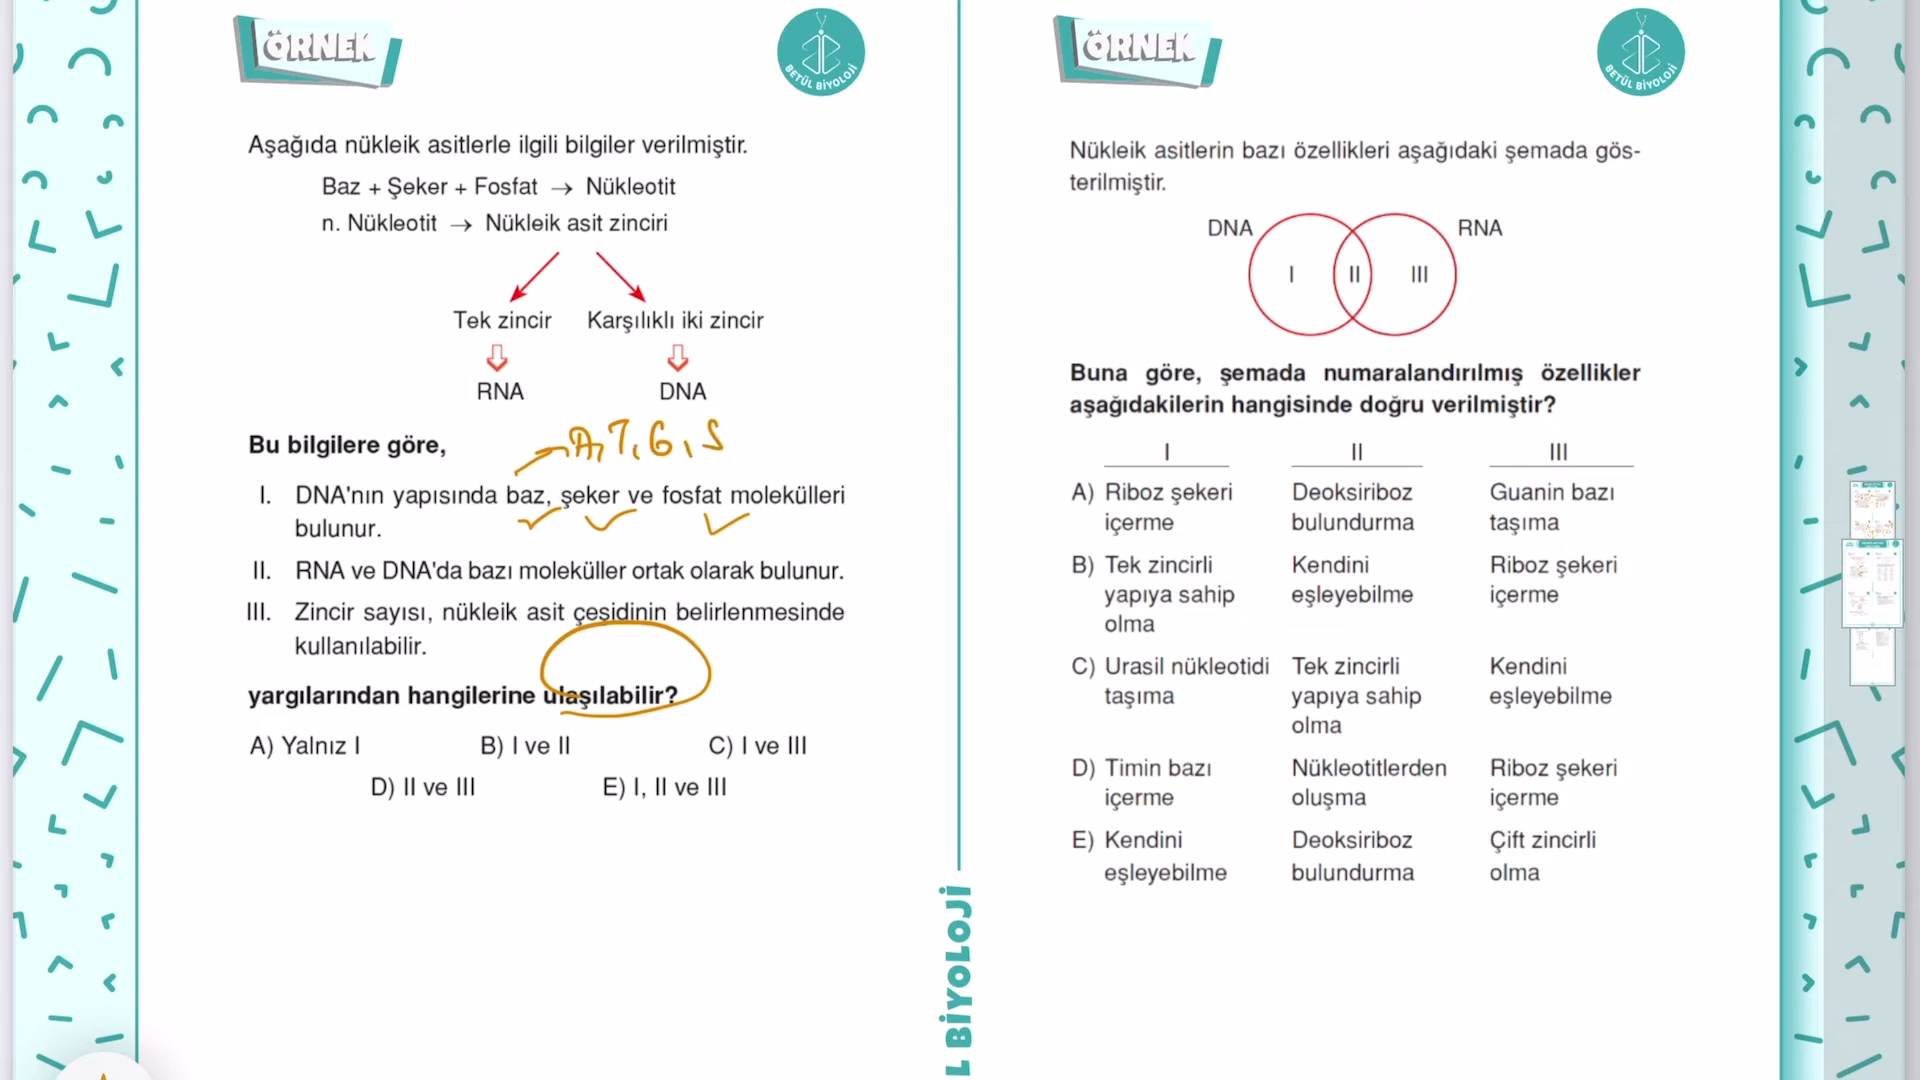 ÖRNEK
BETÜL BİYOLOJİ
Aşağıda nükleik asitlerle ilgili bilgiler verilmiştir.
Baz + Şeker + Fosfat → Nükleotit
n. Nükleotit → Nükleik asit zinciri
Tek zincir Karşılıklı iki zincir
RNA DNA
A, T, G, S
Bu bilgilere göre,
I. DNA'nın yapısında baz, şeker ve fosfat molekülleri
bulunur.
II. RNA ve DNA'da bazı moleküller ortak olarak bulunur.
III. Zincir sayısı, nükleik asit çeşidinin belirlenmesinde
kullanılabilir.
yargılarından hangilerine ulaşılabilir?
A) Yalnız I B) I ve II C) I ve III
D) II ve III E) I, II ve III
L BİYOLOJİ
ÖRNEK
BETÜL BİYOLOJİ
Nükleik asitlerin bazı özellikleri aşağıdaki şemada gös-
terilmiştir.
DNA RNA
I II III
Buna göre, şemada numaralandırılmış özellikler
aşağıdakilerin hangisinde doğru verilmiştir?
I II III
A) Riboz şekeri Deoksiriboz Guanin bazı
içerme bulundurma taşıma
B) Tek zincirli Kendini Riboz şekeri
yapıya sahip eşleyebilme içerme
olma
C) Urasil nükleotidi Tek zincirli Kendini
taşıma yapıya sahip eşleyebilme
olma
D) Timin bazı Nükleotitlerden Riboz şekeri
içerme oluşma içerme
E) Kendini Deoksiriboz Çift zincirli
eşleyebilme bulundurma olma